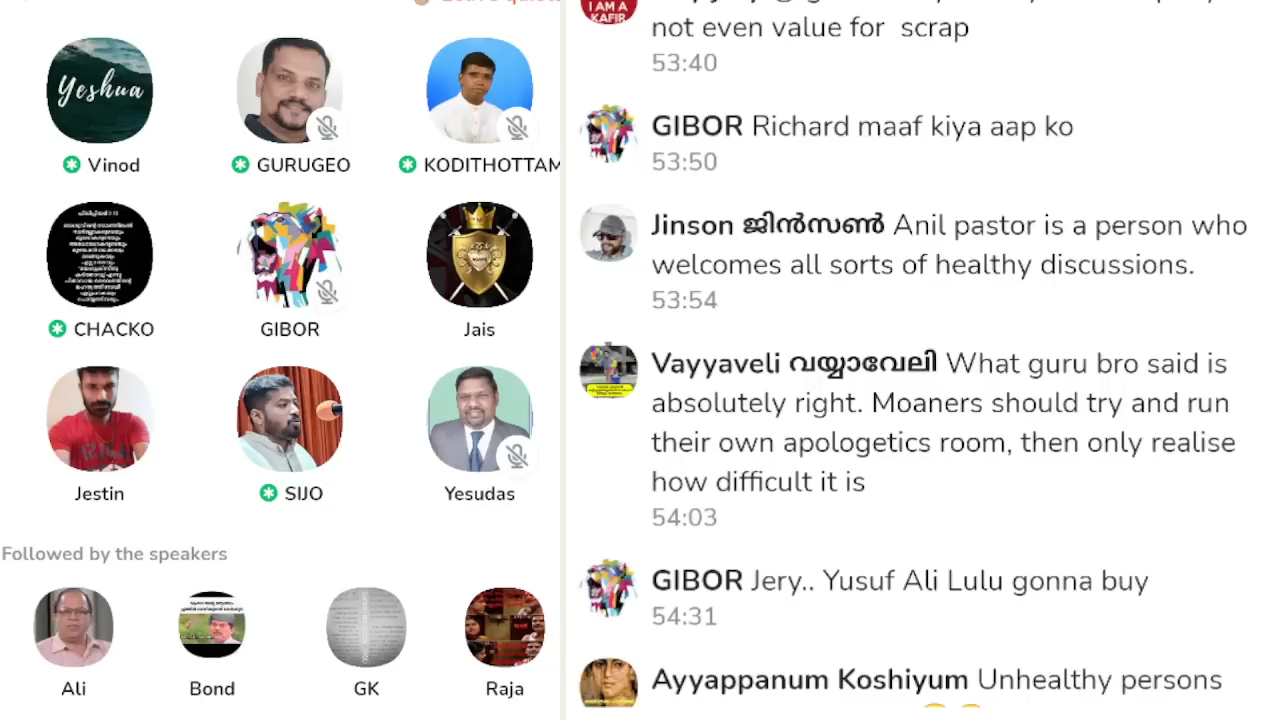 Yeshua
Vinod
GURUGEO
KODITHOTTAM
CHACKO
GIBOR
Jais
Jestin
SIJO
Yesudas
Followed by the speakers
Ali
Bond
GK
Raja
I AM A
KAFIR
not even value for scrap
53:40
GIBOR Richard maaf kiya aap ko
53:50
Jinson ജിൻസൺ Anil pastor is a person who
welcomes all sorts of healthy discussions.
53:54
Vayyaveli വയ്യാവേലി What guru bro said is
absolutely right. Moaners should try and run
their own apologetics room, then only realise
how difficult it is
54:03
GIBOR Jery.. Yusuf Ali Lulu gonna buy
54:31
Ayyappanum Koshiyum Unhealthy persons